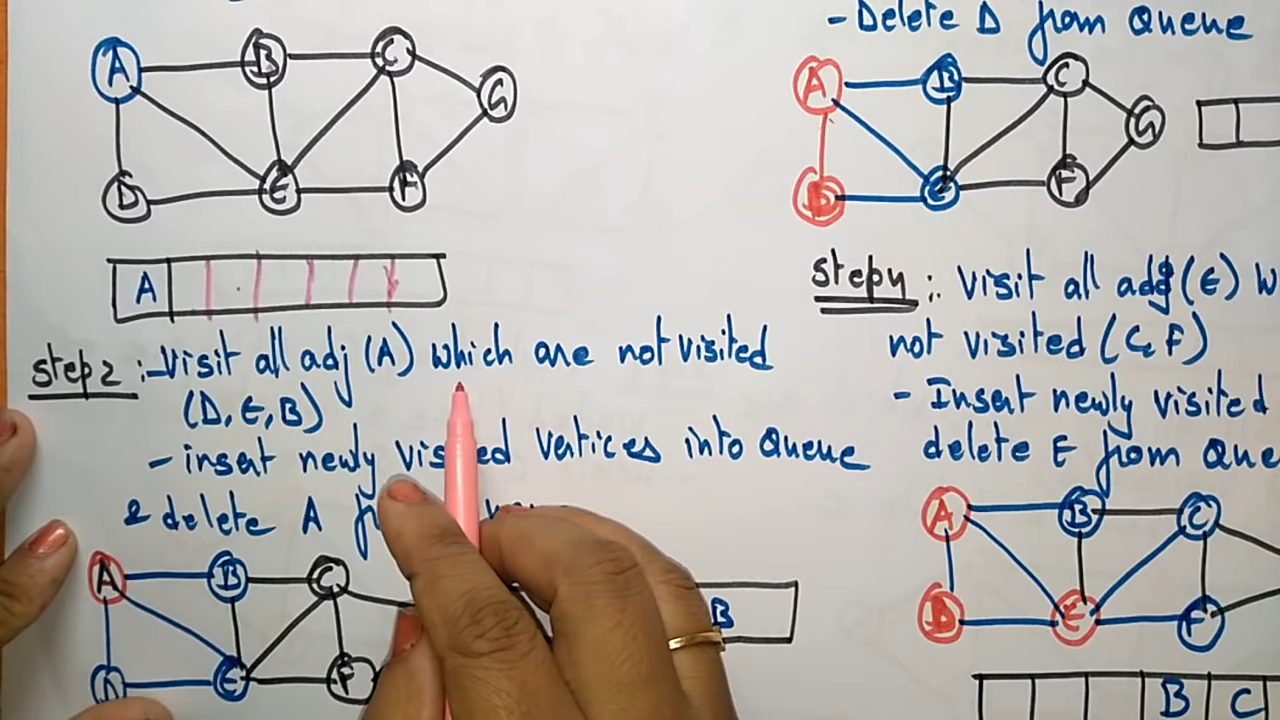 A B C G
D E F
A
step2 :- Visit all adj (A) which are not visited
(D, E, B)
- insert newly visited vertices into Queue
& delete A
A B C
E F
B
- Delete D from Queue
A B C G
D E F
step4 :. Visit all adj (E)
not visited (C, F)
- Insert newly visited
delete E from Que
A B C
D E F
B C